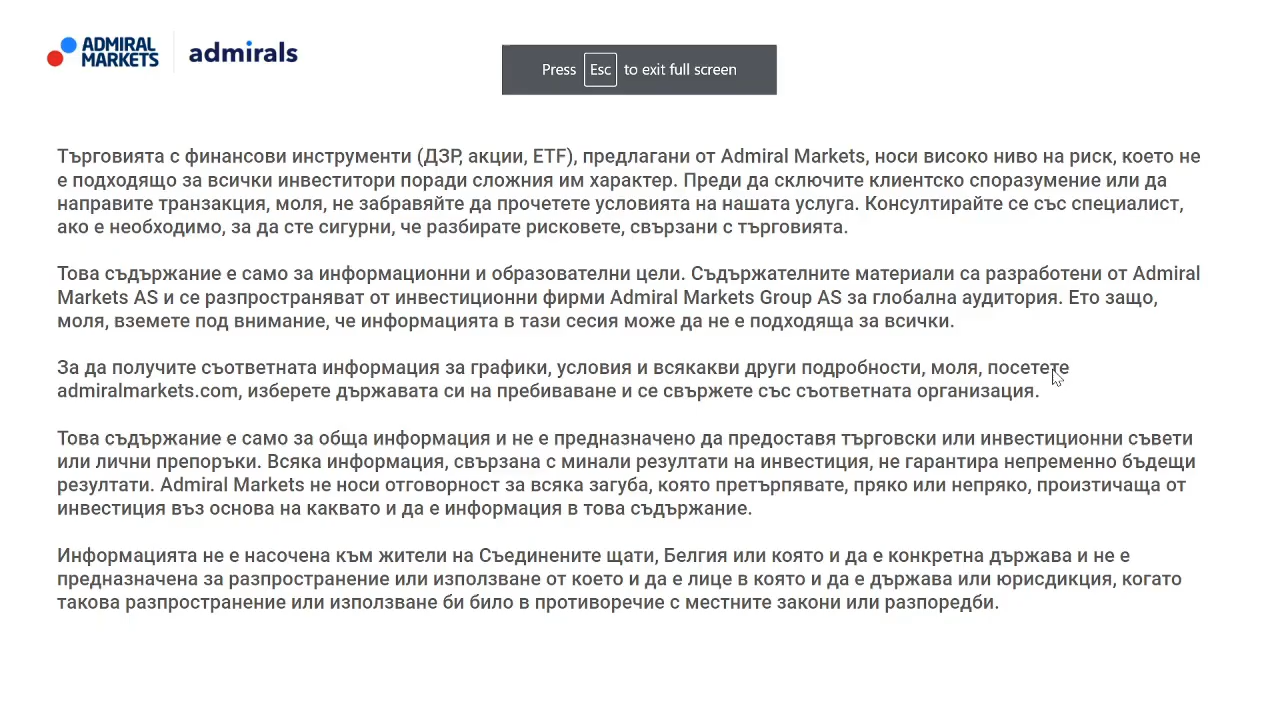 ADMIRAL
MARKETS
admirals
Press Esc to exit full screen
Търговията с финансови инструменти (ДЗР, акции, ETF), предлагани от Admiral Markets, носи високо ниво на риск, което не
е подходящо за всички инвеститори поради сложния им характер. Преди да сключите клиентско споразумение или да
направите транзакция, моля, не забравяйте да прочетете условията на нашата услуга. Консултирайте се със специалист,
ако е необходимо, за да сте сигурни, че разбирате рисковете, свързани с търговията.
Това съдържание е само за информационни и образователни цели. Съдържателните материали са разработени от Admiral
Markets AS и се разпространяват от инвестиционни фирми Admiral Markets Group AS за глобална аудитория. Ето защо,
моля, вземете под внимание, че информацията в тази сесия може да не е подходяща за всички.
За да получите съответната информация за графики, условия и всякакви други подробности, моля, посетете
admiralmarkets.com, изберете държавата си на пребиваване и се свържете със съответната организация.
Това съдържание е само за обща информация и не е предназначено да предоставя търговски или инвестиционни съвети
или лични препоръки. Всяка информация, свързана с минали резултати на инвестиция, не гарантира непременно бъдещи
резултати. Admiral Markets не носи отговорност за всяка загуба, която претърпявате, пряко или непряко, произтичаща от
инвестиция въз основа на каквато и да е информация в това съдържание.
Информацията не е насочена към жители на Съединените щати, Белгия или която и да е конкретна държава и не е
предназначена за разпространение или използване от което и да е лице в която и да е държава или юрисдикция, когато
такова разпространение или използване би било в противоречие с местните закони или разпоредби.